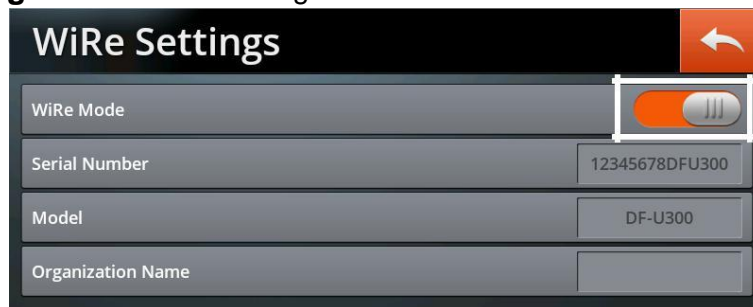 WiRe Settings
WiRe Mode
Serial Number 12345678DFU300
Model DF-U300
Organization Name